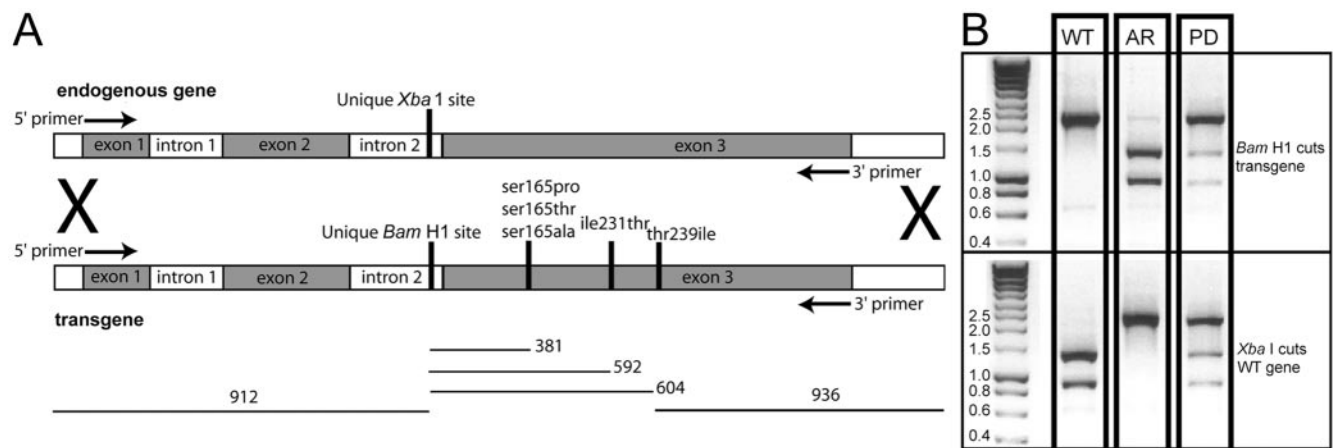 A
endogenous gene
5' primer
Unique Xba 1 site
exon 1
intron 1
exon 2
intron 2
exon 3
3' primer
X
X
ser165pro
ser165thr
ser165ala
ile231thr
thr239ile
5' primer
Unique Bam H1 site
exon 1
intron 1
exon 2
intron 2
exon 3
3' primer
transgene
381
592
604
912
936
B
WT AR PD
2.5
2.0
1.5
1.0
0.8
0.6
0.4
Bam H1 cuts
transgene
2.5
2.0
1.5
1.0
0.8
0.6
0.4
Xba I cuts
WT gene